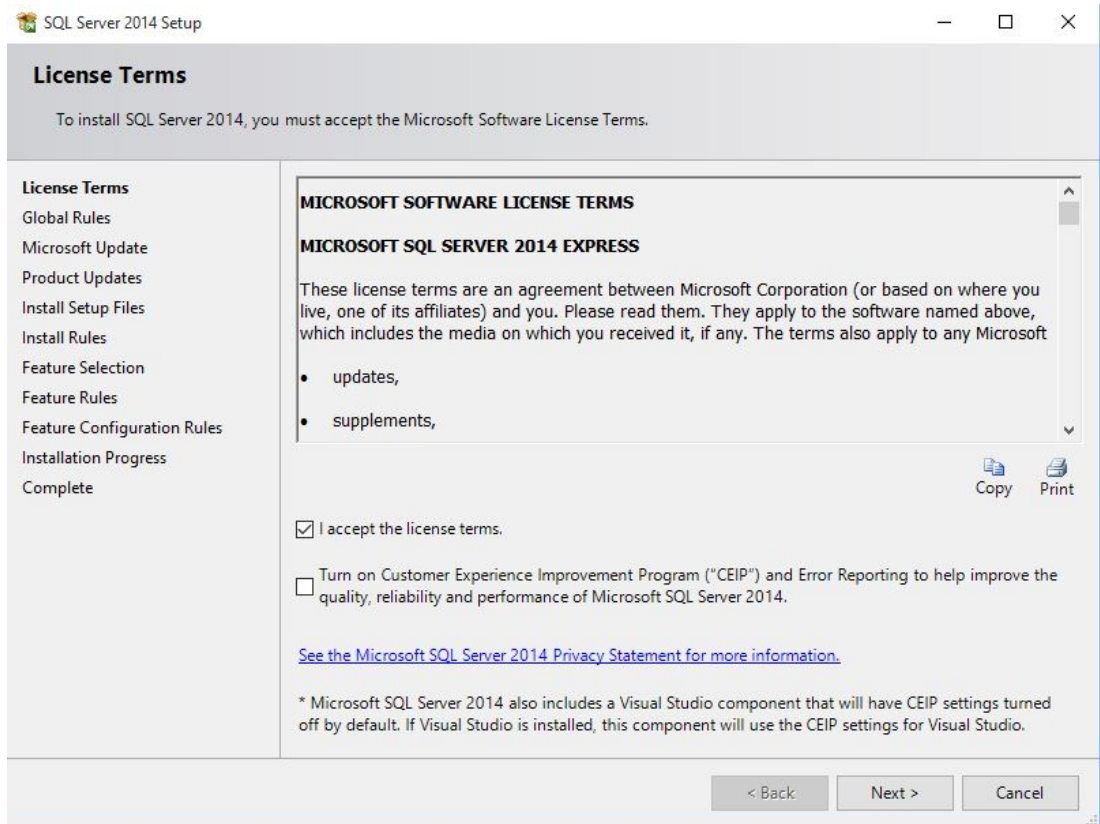 SQL Server 2014 Setup
License Terms
To install SQL Server 2014, you must accept the Microsoft Software License Terms.
License Terms
Global Rules
Microsoft Update
Product Updates
Install Setup Files
Install Rules
Feature Selection
Feature Rules
Feature Configuration Rules
Installation Progress
Complete
MICROSOFT SOFTWARE LICENSE TERMS
MICROSOFT SQL SERVER 2014 EXPRESS
These license terms are an agreement between Microsoft Corporation (or based on where you
live, one of its affiliates) and you. Please read them. They apply to the software named above,
which includes the media on which you received it, if any. The terms also apply to any Microsoft
• updates,
• supplements,
Copy Print
I accept the license terms.
Turn on Customer Experience Improvement Program ("CEIP") and Error Reporting to help improve the
quality, reliability and performance of Microsoft SQL Server 2014.
See the Microsoft SQL Server 2014 Privacy Statement for more information.
* Microsoft SQL Server 2014 also includes a Visual Studio component that will have CEIP settings turned
off by default. If Visual Studio is installed, this component will use the CEIP settings for Visual Studio.
< Back Next > Cancel